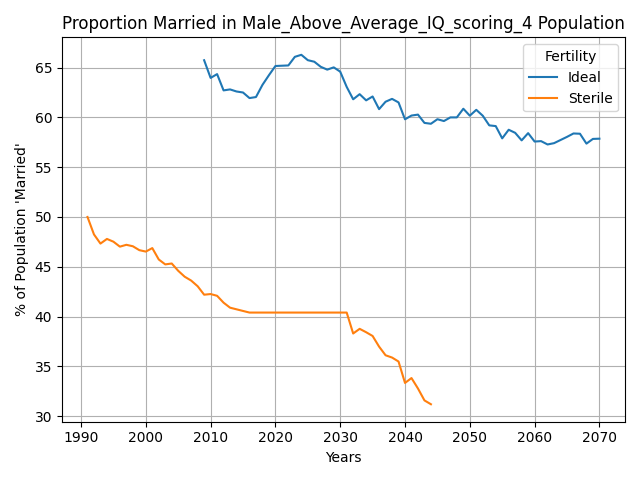 Proportion Married in Male_Above_Average_IQ_scoring_4 Population
Fertility
Ideal
Sterile
% of Population 'Married'
65
60
55
50
45
40
35
30
1990 2000 2010 2020 2030 2040 2050 2060 2070
Years